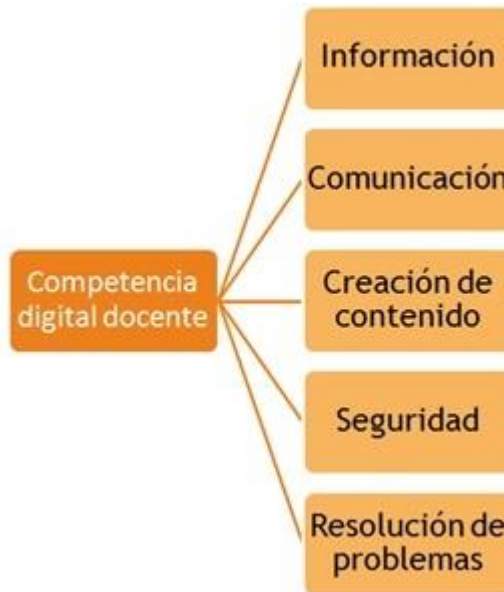 Información
Comunicación
Competencia
digital docente
Creación de
contenido
Seguridad
Resolución de
problemas